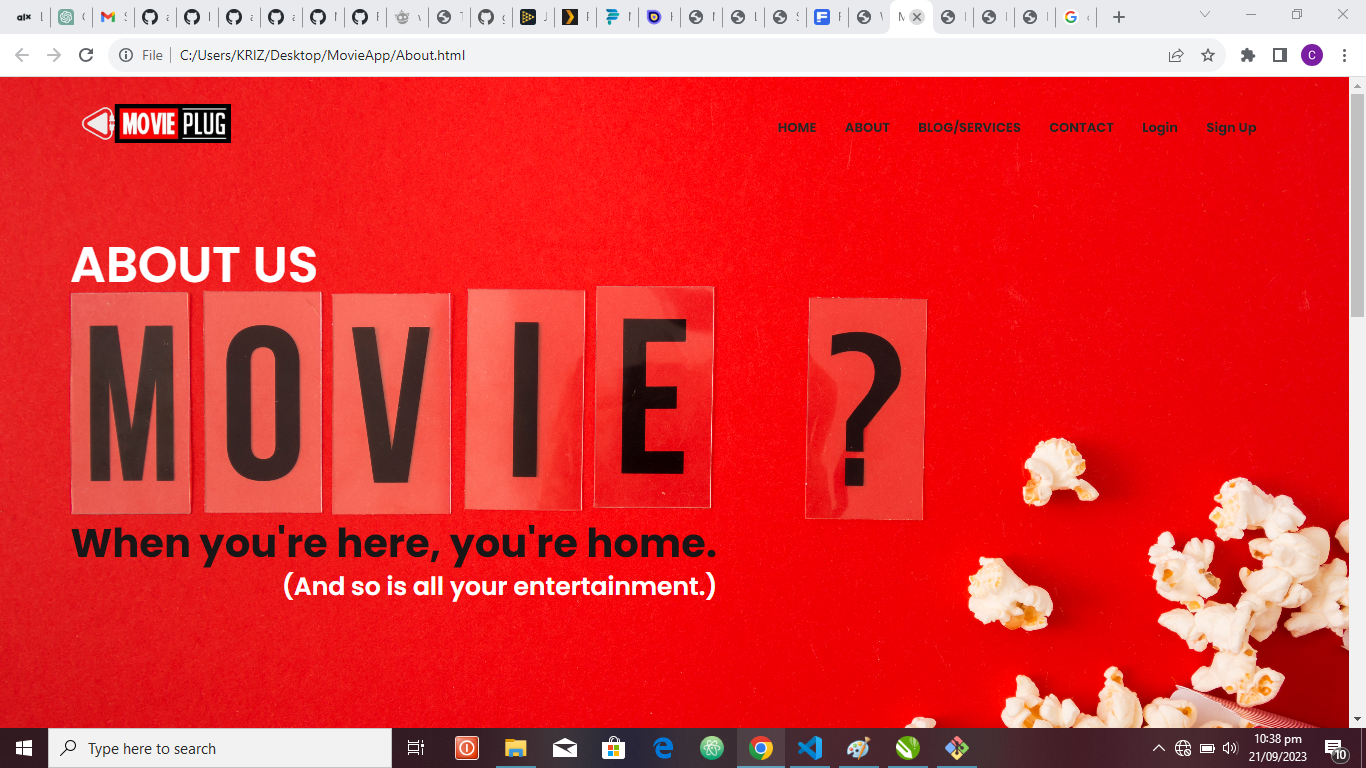 alx
File
C:/Users/KRIZ/Desktop/MovieApp/About.html
C
MOVIE PLUG
HOME
ABOUT
BLOG/SERVICES
CONTACT
Login
Sign Up
ABOUT US
MOVIE ?
When you're here, you're home.
(And so is all your entertainment.)
Type here to search
10:38 pm
21/09/2023
10